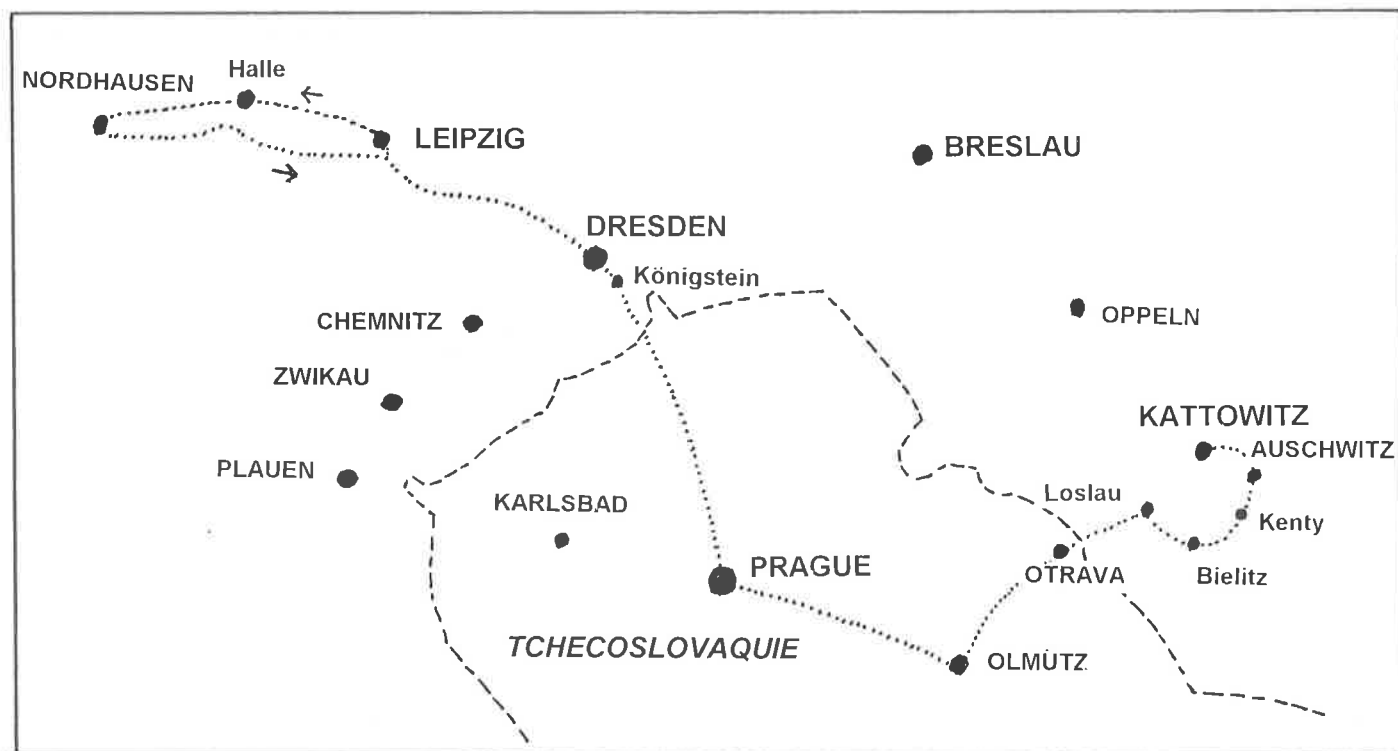 Halle
NORDHAUSEN
LEIPZIG
BRESLAU
DRESDEN
Königstein
CHEMNITZ
OPPELN
ZWIKAU
KATTOWITZ
AUSCHWITZ
PLAUEN
KARLSBAD
Loslau
Kenty
PRAGUE
OTRAVA
Bielitz
TCHECOSLOVAQUIE
OLMÜTZ